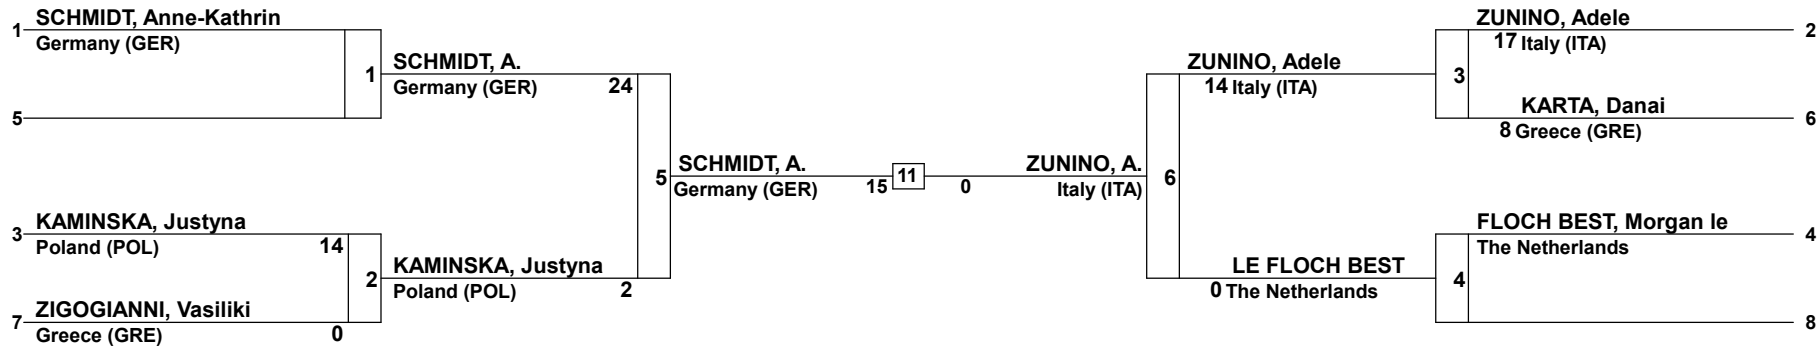 1 SCHMIDT, Anne-Kathrin
Germany (GER)
5
1
SCHMIDT, A.
Germany (GER) 24
3 KAMINSKA, Justyna
Poland (POL) 14
7 ZIGOGIANNI, Vasiliki
Greece (GRE) 0
2
KAMINSKA, Justyna
Poland (POL) 2
5
SCHMIDT, A.
Germany (GER) 15
11
ZUNINO, A.
0 Italy (ITA)
6
ZUNINO, Adele
14 Italy (ITA)
LE FLOCH BEST
0 The Netherlands
3
ZUNINO, Adele 2
17 Italy (ITA)
KARTA, Danai 6
8 Greece (GRE)
4
FLOCH BEST, Morgan le 4
The Netherlands
8